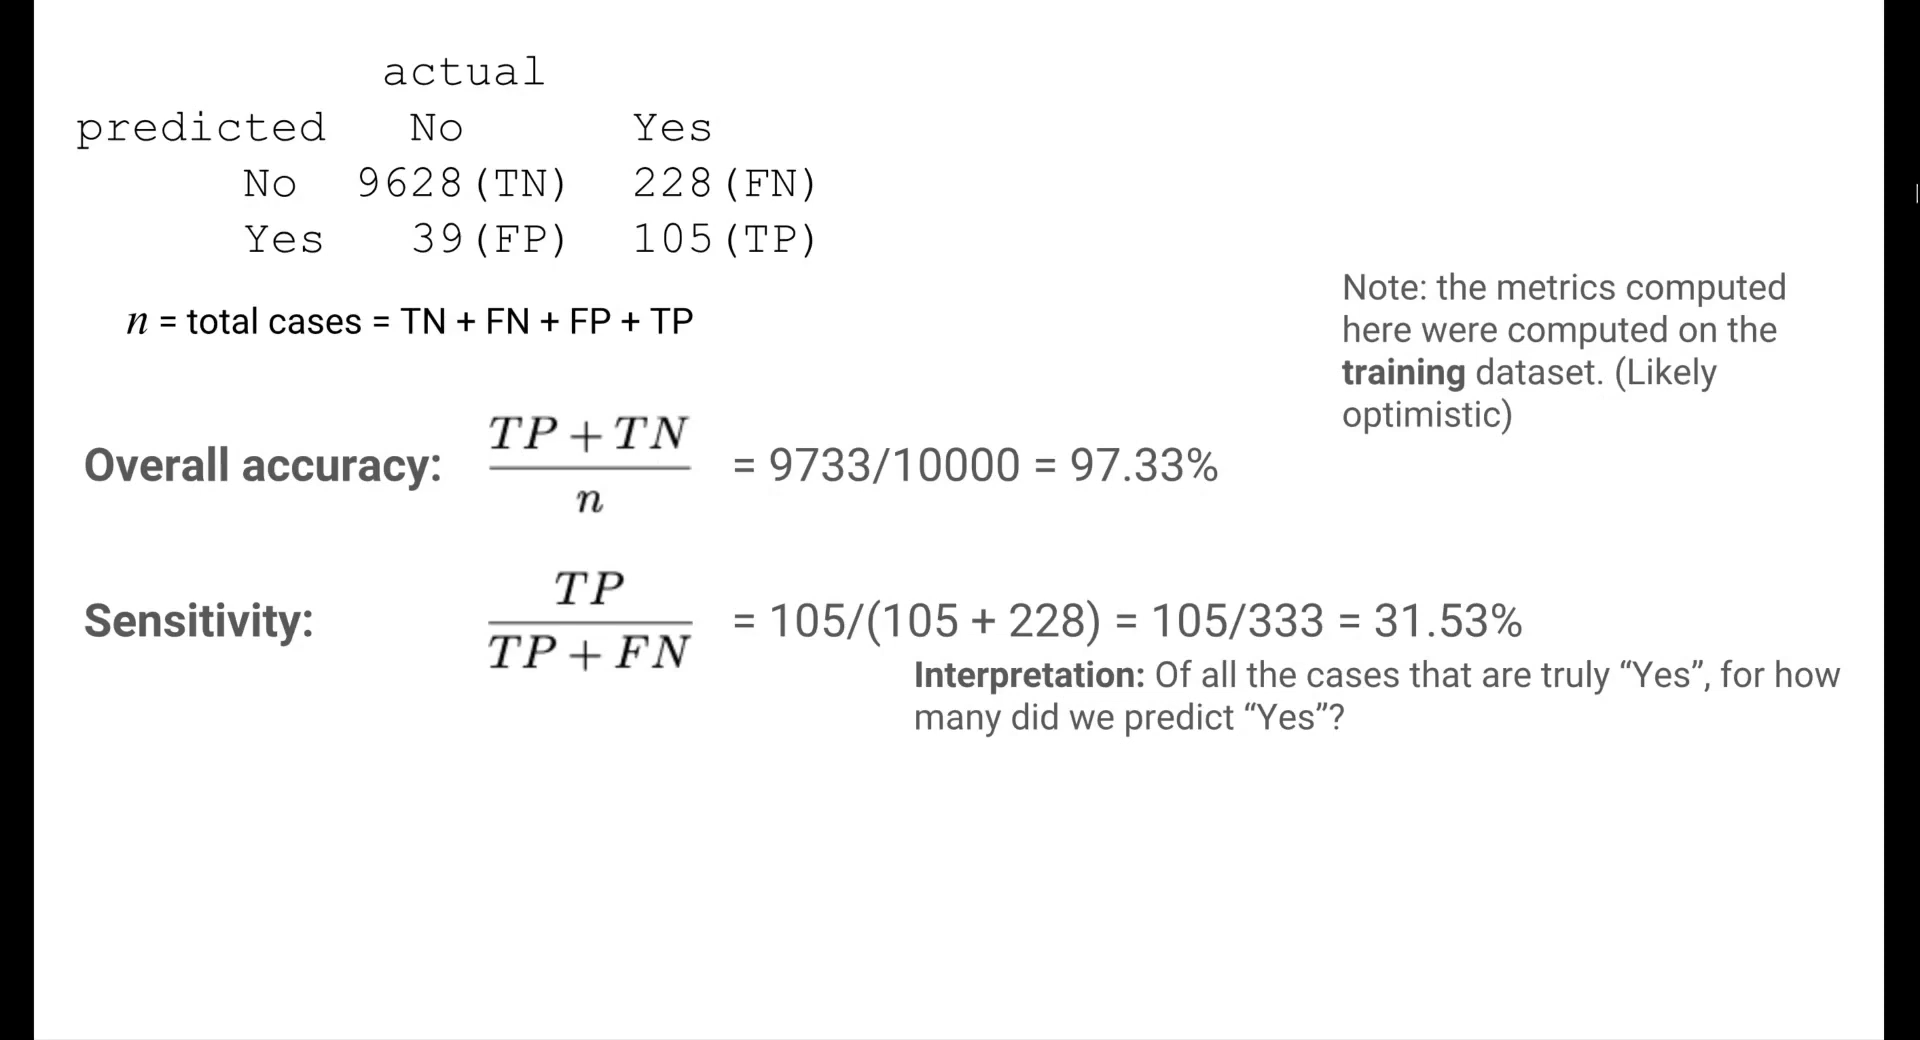 actual
predicted No Yes
No 9628(TN) 228(FN)
Yes 39(FP) 105(TP)
n = total cases = TN + FN + FP + TP
Note: the metrics computed
here were computed on the
training dataset. (Likely
optimistic)
Overall accuracy: TP + TN / n = 9733/10000 = 97.33%
Sensitivity: TP / TP + FN = 105/(105 + 228) = 105/333 = 31.53%
Interpretation: Of all the cases that are truly “Yes”, for how
many did we predict “Yes”?